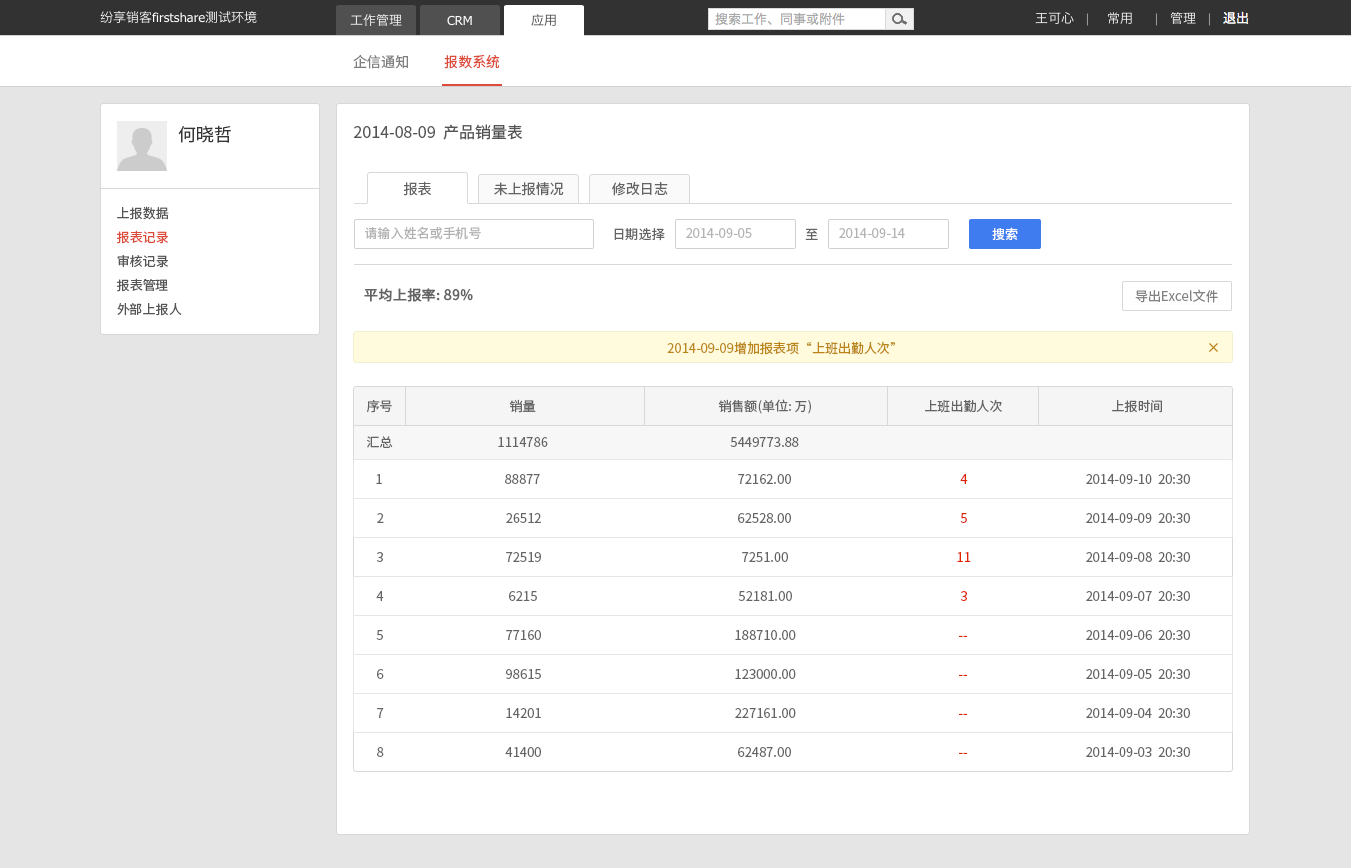 纷享销客firstshare测试环境
工作管理
CRM
应用
搜索工作、同事或附件
王可心 | 常用 | 管理 | 退出
企信通知
报数系统
何晓哲
上报数据
报表记录
审核记录
报表管理
外部上报人
2014-08-09 产品销量表
报表
未上报情况
修改日志
请输入姓名或手机号
日期选择
2014-09-05
至
2014-09-14
搜索
平均上报率: 89%
导出Excel文件
2014-09-09增加报表项“上班出勤人次” ×
序号 销量 销售额(单位: 万) 上班出勤人次 上报时间
汇总 1114786 5449773.88
1 88877 72162.00 4 2014-09-10 20:30
2 26512 62528.00 5 2014-09-09 20:30
3 72519 7251.00 11 2014-09-08 20:30
4 6215 52181.00 3 2014-09-07 20:30
5 77160 188710.00 -- 2014-09-06 20:30
6 98615 123000.00 -- 2014-09-05 20:30
7 14201 227161.00 -- 2014-09-04 20:30
8 41400 62487.00 -- 2014-09-03 20:30